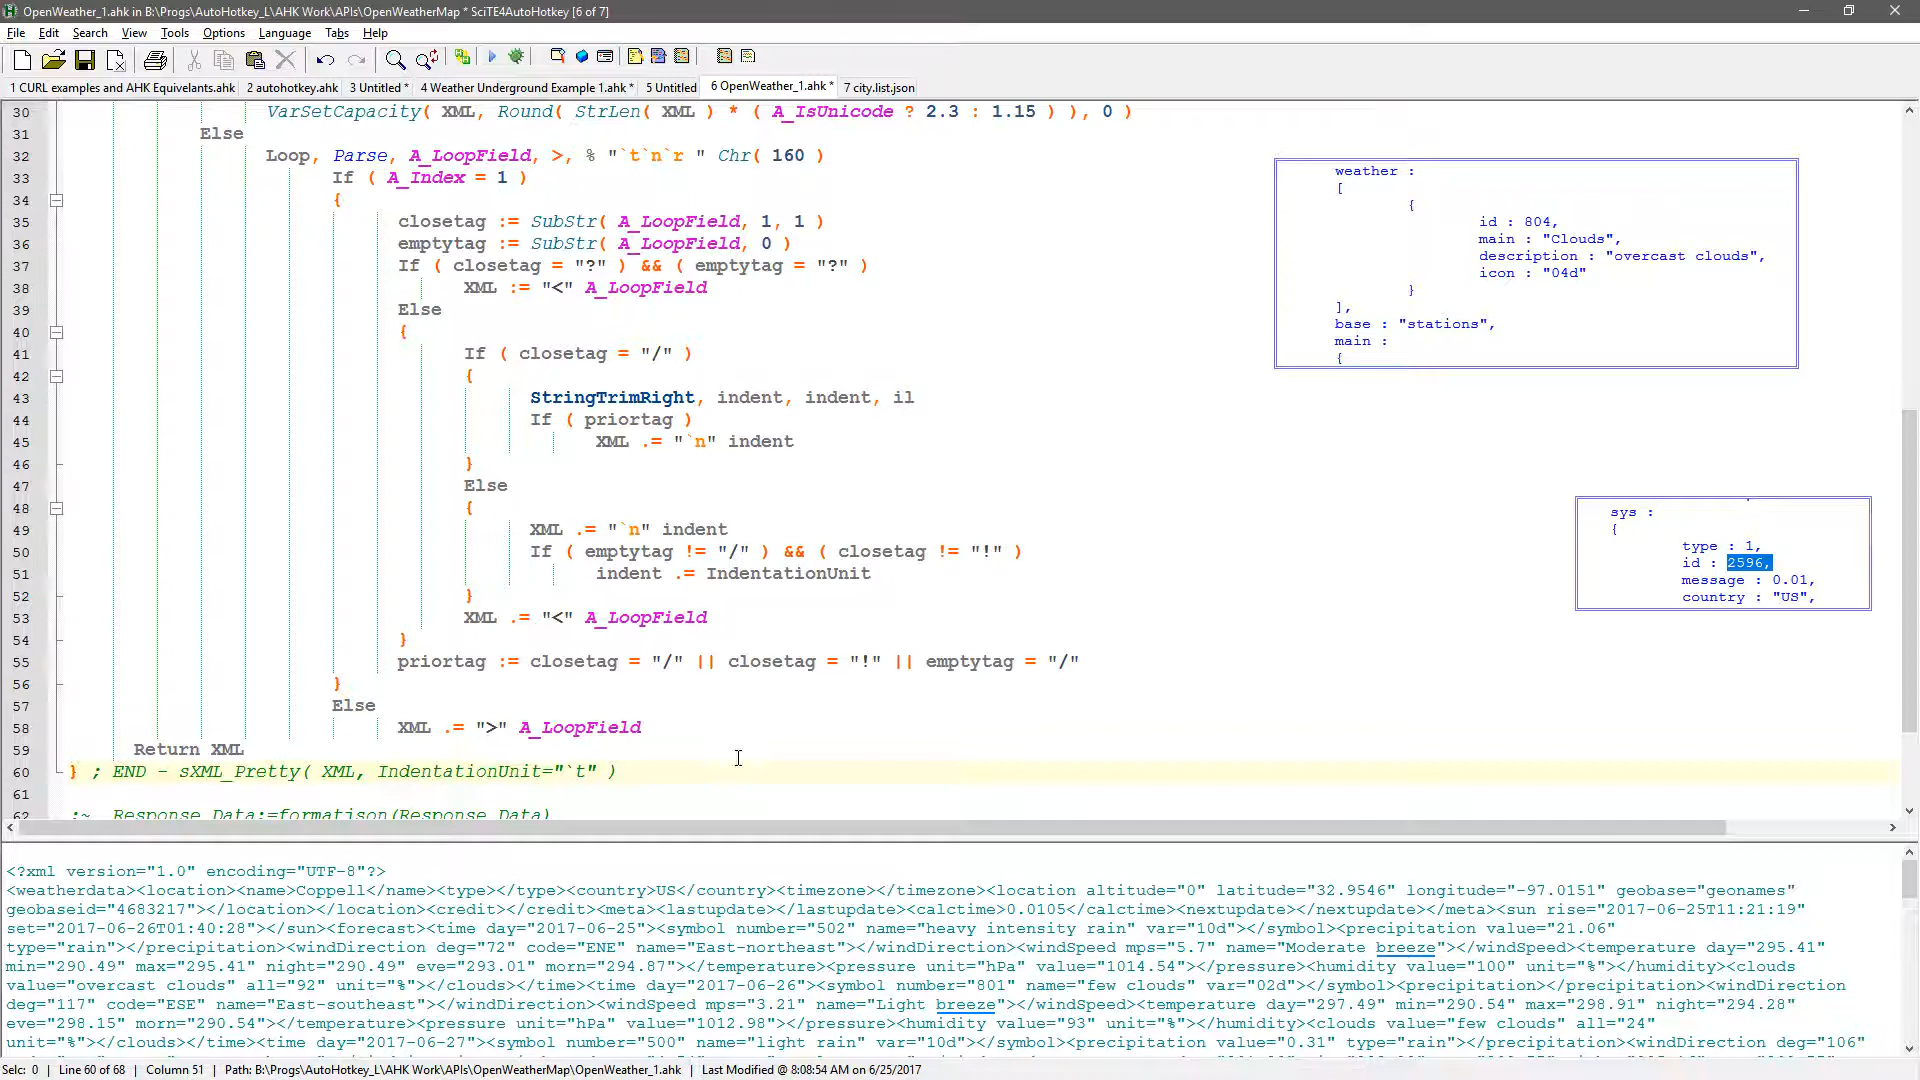 OpenWeather_1.ahk in B:\Progs\AutoHotkey_L\AHK Work\APIs\OpenWeatherMap * SciTE4AutoHotkey [6 of 7]
File Edit Search View Tools Options Language Tabs Help
1 CURL examples and AHK Equivelants.ahk 2 autohotkey.ahk 3 Untitled * 4 Weather Underground Example 1.ahk * 5 Untitled 6 OpenWeather_1.ahk * 7 city.list.json
30 VarSetCapacity( XML, Round( StrLen( XML ) * ( A_IsUnicode ? 2.3 : 1.15 ) ), 0 )
31 Else
32 Loop, Parse, A_LoopField, >, % "`t`n`r " Chr( 160 )
33 If ( A_Index = 1 )
34 {
35 closetag := SubStr( A_LoopField, 1, 1 )
36 emptytag := SubStr( A_LoopField, 0 )
37 If ( closetag = "?" ) && ( emptytag = "?" )
38 XML := "<" A_LoopField
39 Else
40 {
41 If ( closetag = "/" )
42 {
43 StringTrimRight, indent, indent, il
44 If ( priortag )
45 XML .= "`n" indent
46 }
47 Else
48 {
49 XML .= "`n" indent
50 If ( emptytag != "/" ) && ( closetag != "!" )
51 indent .= IndentationUnit
52 }
53 XML .= "<" A_LoopField
54 }
55 priortag := closetag = "/" || closetag = "!" || emptytag = "/"
56 }
57 Else
58 XML .= ">" A_LoopField
59 Return XML
60 } ; END - sXML_Pretty( XML, IndentationUnit="`t" )
61
62 ;~ Response_Data:=formatjson(Response_Data)
weather :
[
{
id : 804,
main : "Clouds",
description : "overcast clouds",
icon : "04d"
}
],
base : "stations",
main :
{
sys :
{
type : 1,
id : 2596,
message : 0.01,
country : "US",
<?xml version="1.0" encoding="UTF-8"?>
<weatherdata><location><name>Coppell</name><type></type><country>US</country><timezone></timezone><location altitude="0" latitude="32.9546" longitude="-97.0151" geobase="geonames"
geobaseid="4683217"></location></location><credit></credit><meta><lastupdate></lastupdate><calctime>0.0105</calctime><nextupdate></nextupdate></meta><sun rise="2017-06-25T11:21:19"
set="2017-06-26T01:40:28"></sun><forecast><time day="2017-06-25"><symbol number="502" name="heavy intensity rain" var="10d"></symbol><precipitation value="21.06"
type="rain"></precipitation><windDirection deg="72" code="ENE" name="East-northeast"></windDirection><windSpeed mps="5.7" name="Moderate breeze"></windSpeed><temperature day="295.41"
min="290.49" max="295.41" night="290.49" eve="293.01" morn="294.87"></temperature><pressure unit="hPa" value="1014.54"></pressure><humidity value="100" unit="%"></humidity><clouds
value="overcast clouds" all="92" unit="%"></clouds></time><time day="2017-06-26"><symbol number="801" name="few clouds" var="02d"></symbol><precipitation></precipitation><windDirection
deg="117" code="ESE" name="East-southeast"></windDirection><windSpeed mps="3.21" name="Light breeze"></windSpeed><temperature day="297.49" min="290.54" max="298.91" night="294.28"
eve="298.15" morn="290.54"></temperature><pressure unit="hPa" value="1012.98"></pressure><humidity value="93" unit="%"></humidity><clouds value="few clouds" all="24"
unit="%"></clouds></time><time day="2017-06-27"><symbol number="500" name="light rain" var="10d"></symbol><precipitation value="0.31" type="rain"></precipitation><windDirection deg="106"
Selc: 0 | Line 60 of 68 | Column 51 | Path: B:\Progs\AutoHotkey_L\AHK Work\APIs\OpenWeatherMap\OpenWeather_1.ahk | Last Modified @ 8:08:54 AM on 6/25/2017